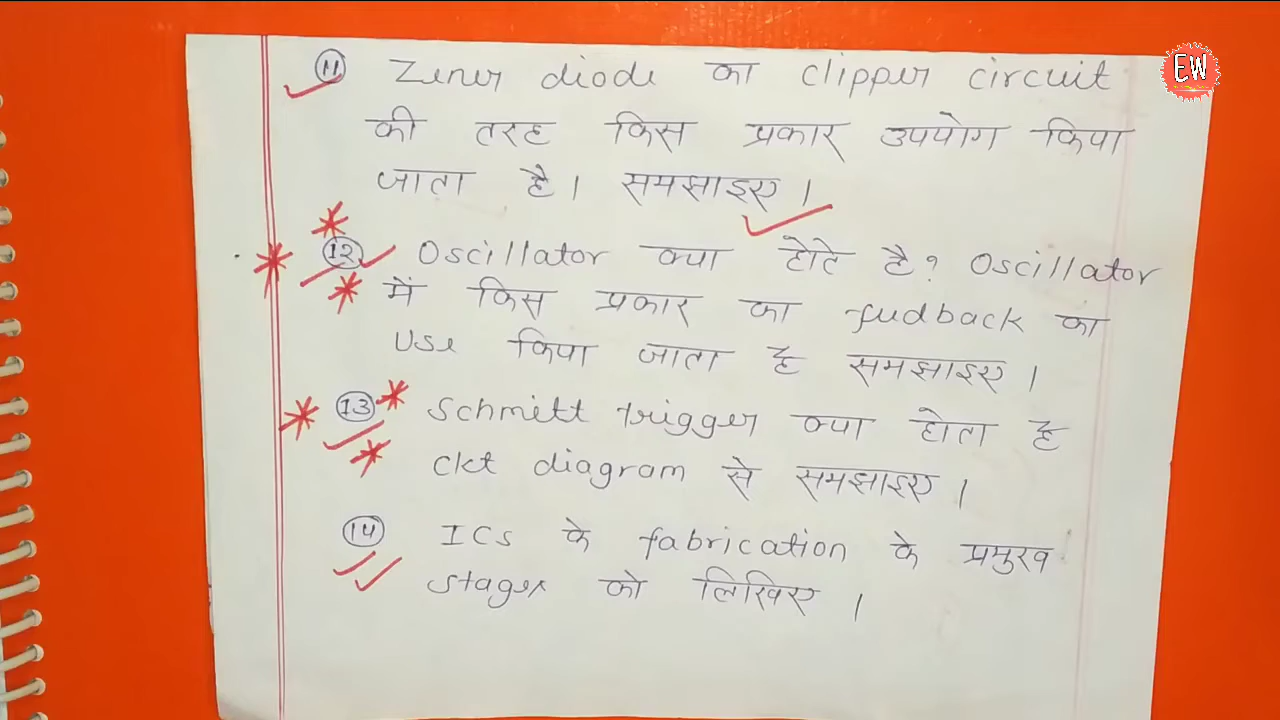 EW
11 Zener diode का clipper circuit
की तरह किस प्रकार उपयोग किया
जाता है। समझाइए।
12 Oscillator क्या होते है? Oscillator
में किस प्रकार का feedback का
Use किया जाता है समझाइए।
13 Schmitt trigger क्या होता है
ckt diagram से समझाइए।
14 ICs के fabrication के प्रमुख
stages को लिखिए।